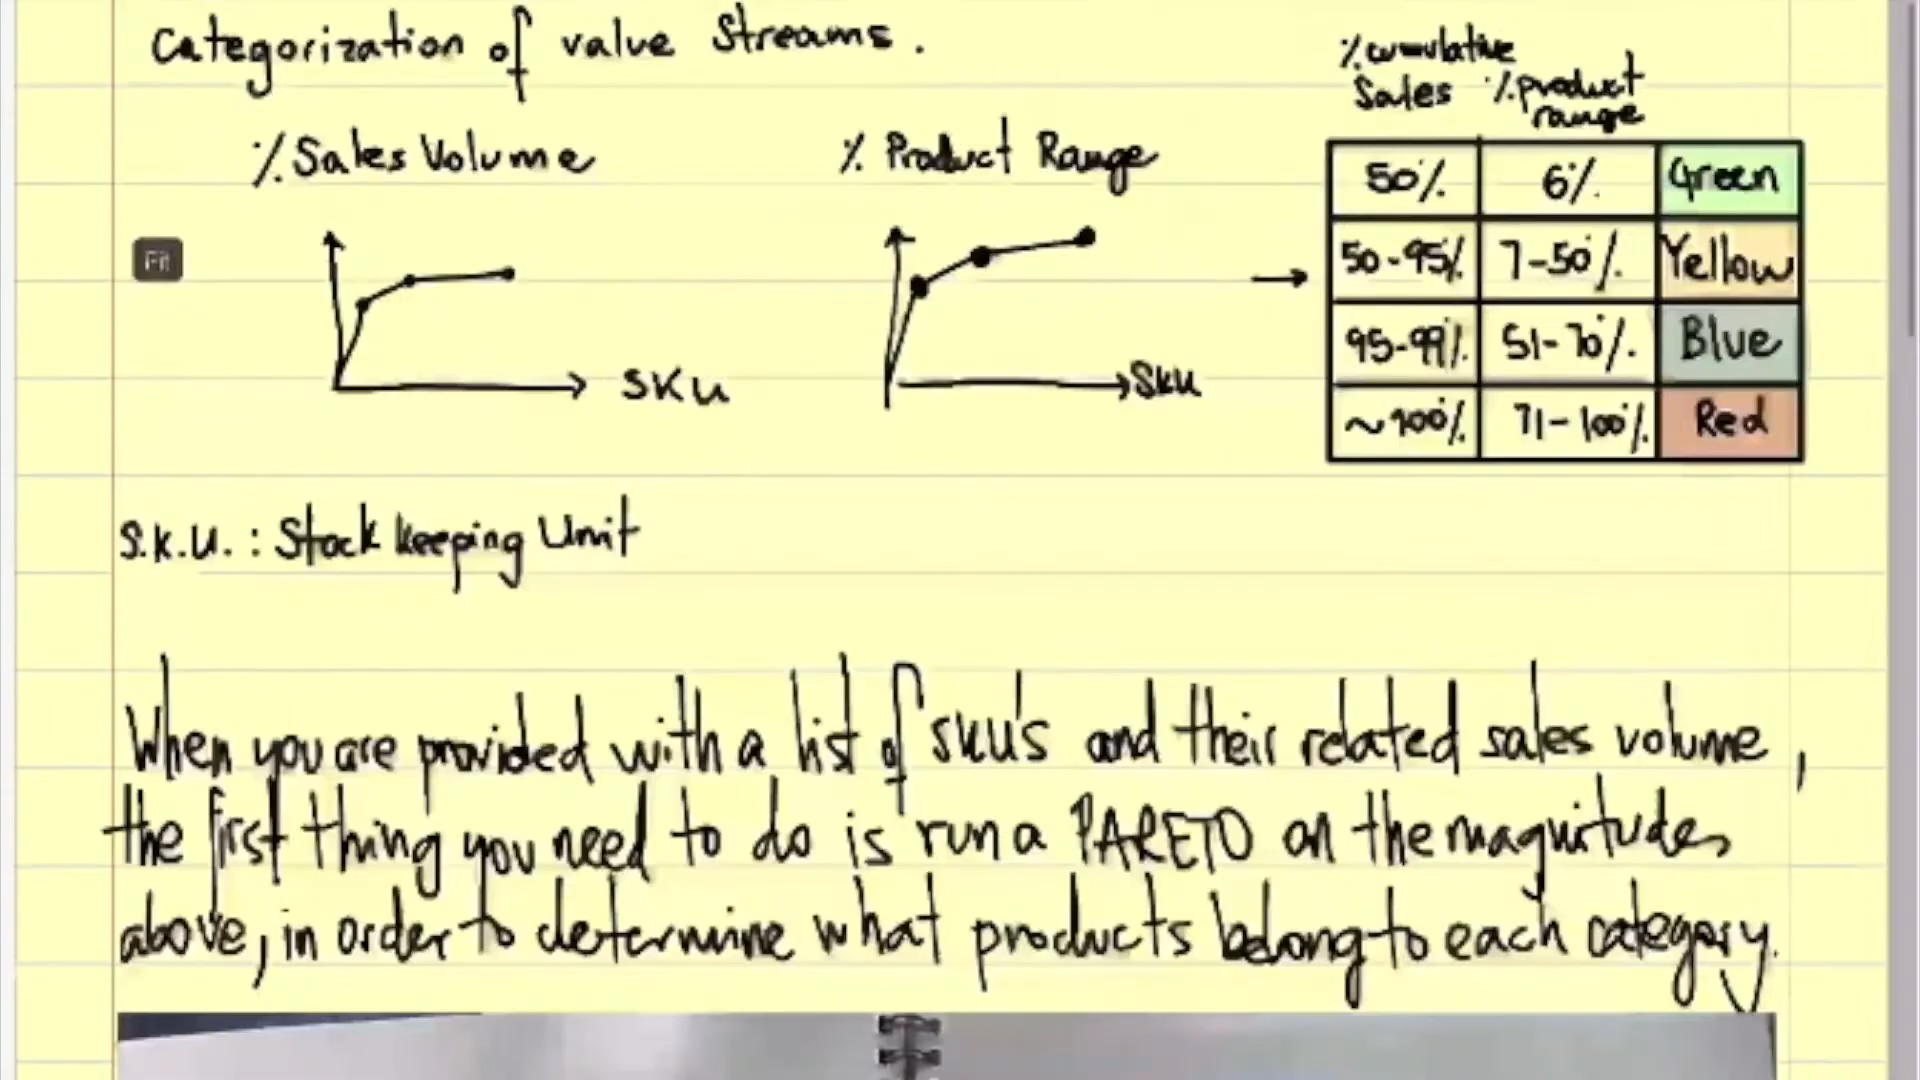 Categorization of value Streams.
% Sales Volume
% Product Range
% cumulative
Sales % product
range
50% 6% Green
50-95% 7-50% Yellow
95-99% 51-70% Blue
~100% 71-100% Red
Fit
SKU
SKU
S.K.U. : Stock keeping Unit
When you are provided with a list of SKU's and their related sales volume,
the first thing you need to do is run a PARETO on the magnitudes
above, in order to determine what products belong to each category.